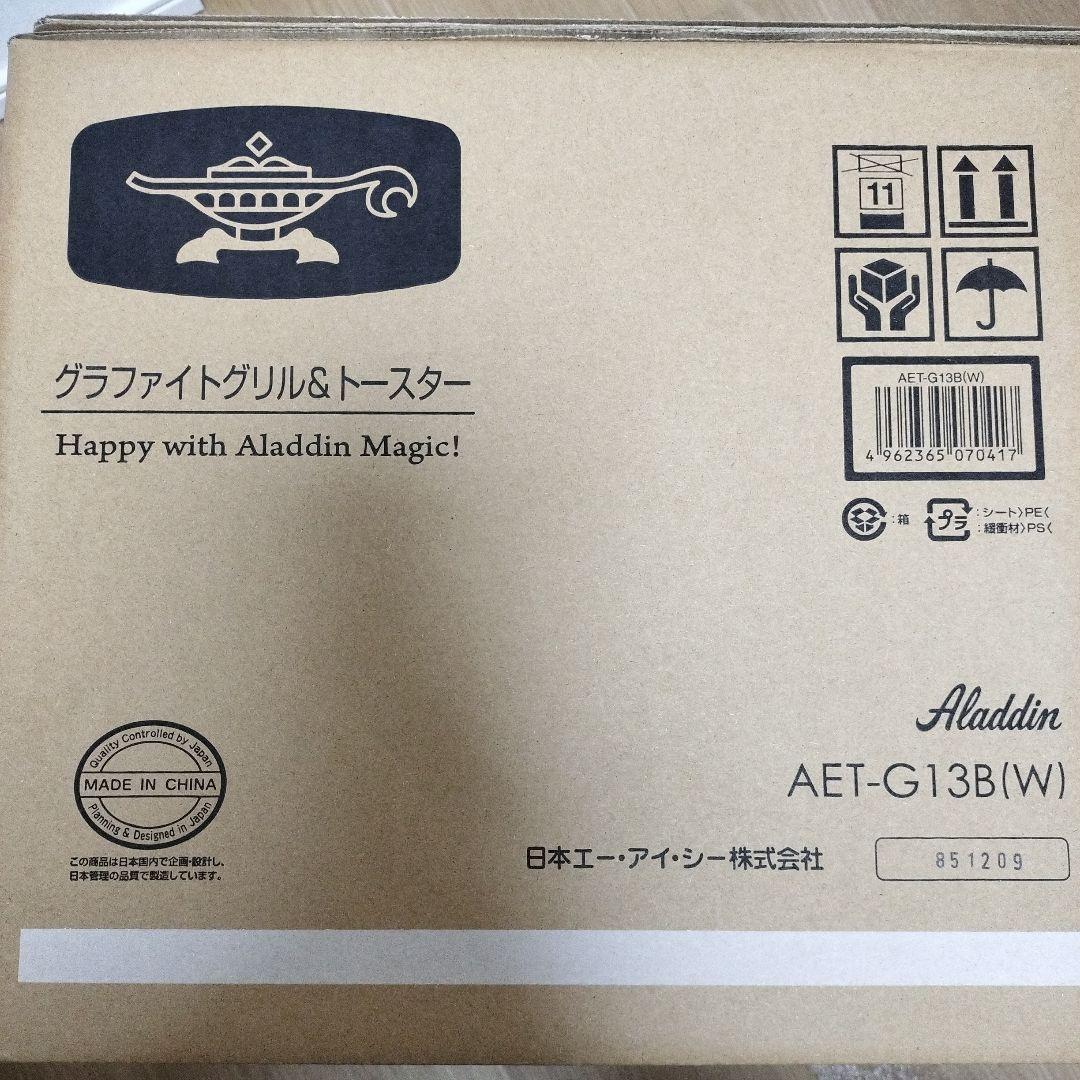 グラファイトグリル&トースター
Happy with Aladdin Magic!
11
AET-G13B(W)
4 962365 070417
:箱
プラ
:シート〉PE〈
:緩衝材〉PS〈
Aladdin
AET-G13B(W)
Quality Controlled by Japan
MADE IN CHINA
Planning & Designed in Japan
この商品は日本国内で企画・設計し、
日本管理の品質で製造しています。
日本エー・アイ・シー株式会社
851209